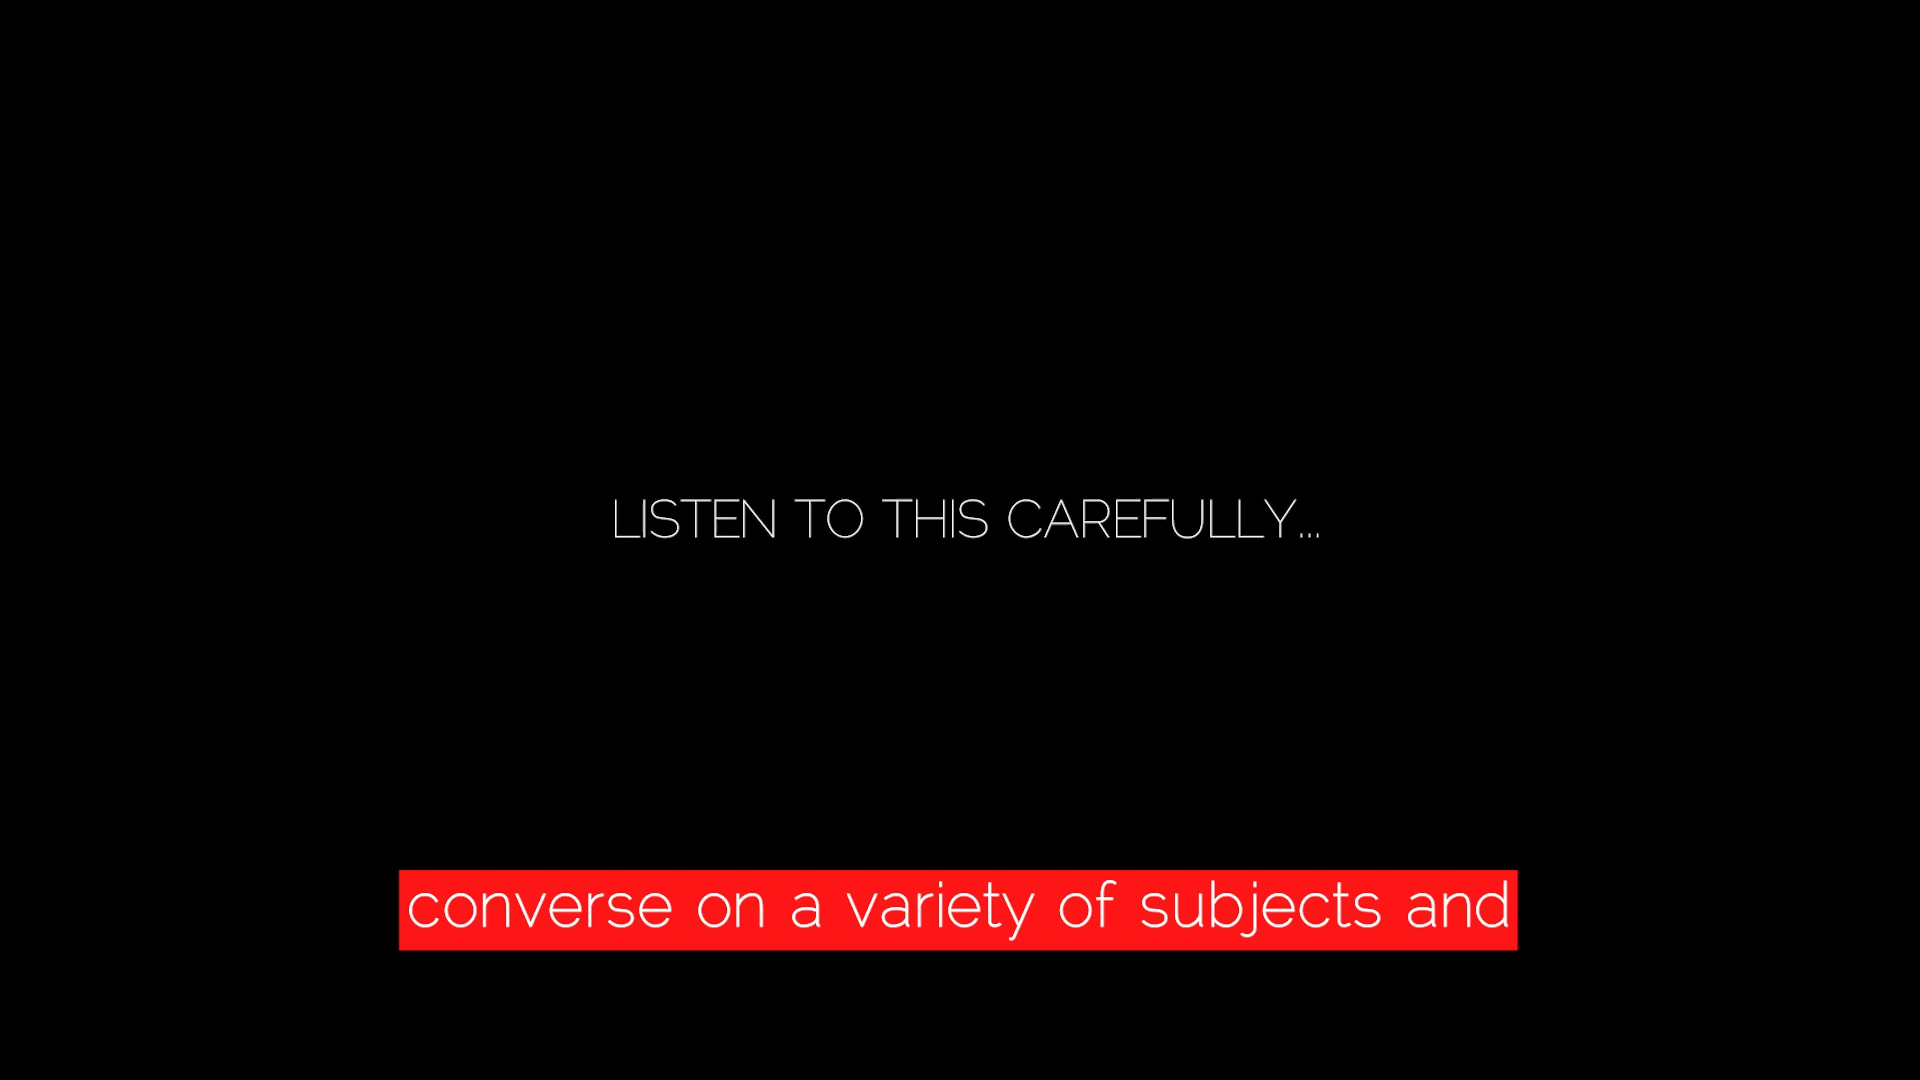 LISTEN TO THIS CAREFULLY...
converse on a variety of subjects and